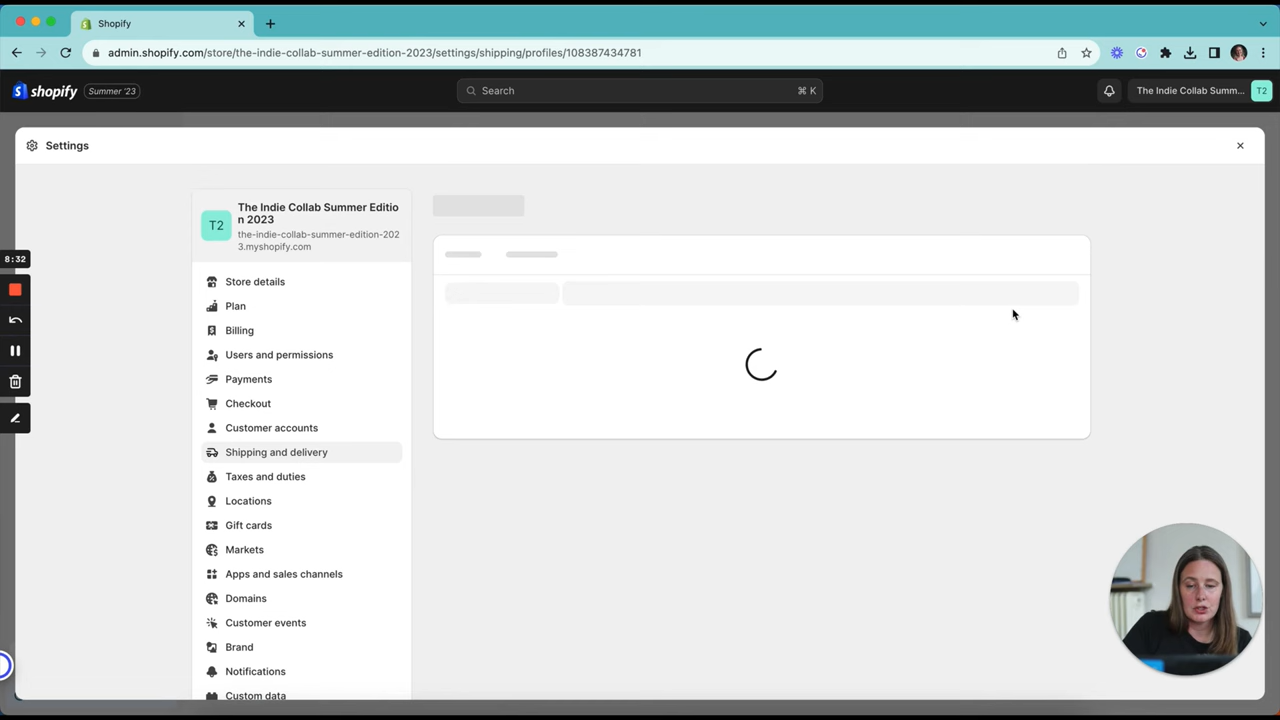 Shopify
admin.shopify.com/store/the-indie-collab-summer-edition-2023/settings/shipping/profiles/108387434781
shopify Summer '23 Search ⌘ K The Indie Collab Summ... T2
Settings
T2
The Indie Collab Summer Editio
n 2023
the-indie-collab-summer-edition-202
3.myshopify.com
8:32
Store details
Plan
Billing
Users and permissions
Payments
Checkout
Customer accounts
Shipping and delivery
Taxes and duties
Locations
Gift cards
Markets
Apps and sales channels
Domains
Customer events
Brand
Notifications
Custom data